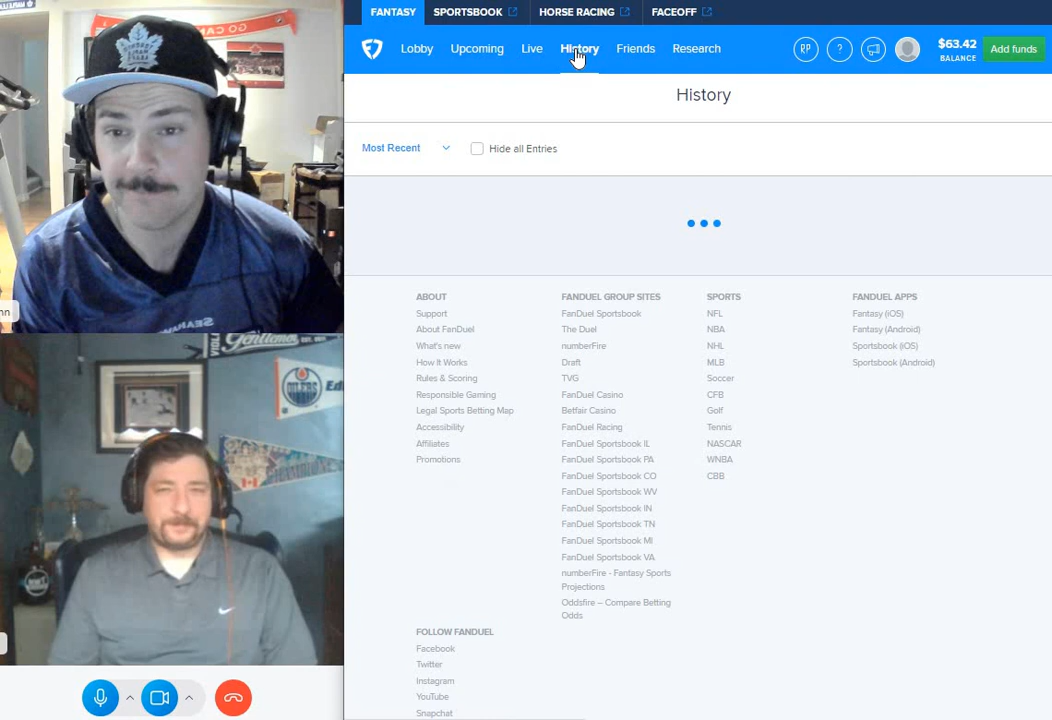 FANTASY
SPORTSBOOK
HORSE RACING
FACEOFF
Lobby
Upcoming
Live
History
Friends
Research
RP
?
$63.42
BALANCE
Add funds
History
Most Recent
Hide all Entries
ABOUT
Support
About FanDuel
What's new
How It Works
Rules & Scoring
Responsible Gaming
Legal Sports Betting Map
Accessibility
Affiliates
Promotions
FANDUEL GROUP SITES
FanDuel Sportsbook
The Duel
numberFire
Draft
TVG
FanDuel Casino
Betfair Casino
FanDuel Racing
FanDuel Sportsbook IL
FanDuel Sportsbook PA
FanDuel Sportsbook CO
FanDuel Sportsbook WV
FanDuel Sportsbook IN
FanDuel Sportsbook TN
FanDuel Sportsbook MI
FanDuel Sportsbook VA
numberFire - Fantasy Sports
Projections
Oddsfire – Compare Betting
Odds
SPORTS
NFL
NBA
NHL
MLB
Soccer
CFB
Golf
Tennis
NASCAR
WNBA
CBB
FANDUEL APPS
Fantasy (iOS)
Fantasy (Android)
Sportsbook (iOS)
Sportsbook (Android)
FOLLOW FANDUEL
Facebook
Twitter
Instagram
YouTube
Snapchat
OILERS